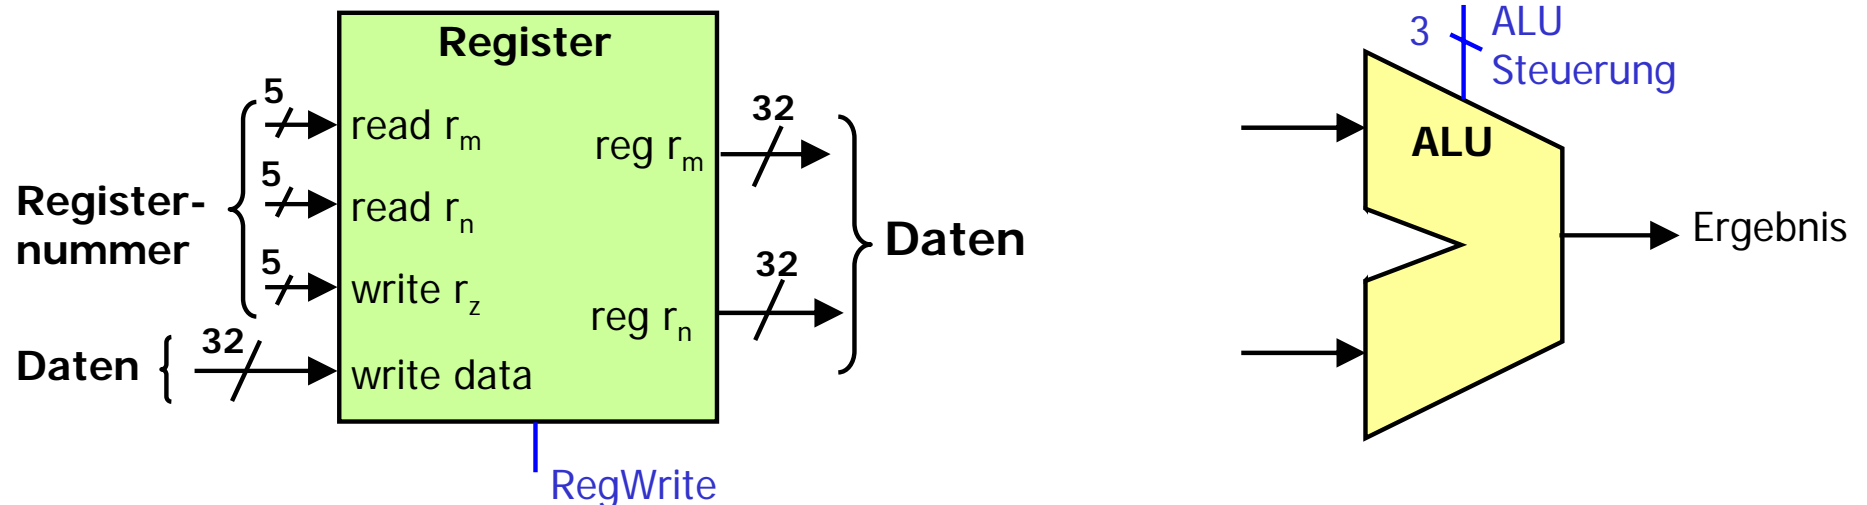 Register
5
read rm
5
read rn
5
write rz
32
write data
Register-
nummer
Daten
reg rm
32
reg rn
32
Daten
RegWrite
3
ALU
Steuerung
ALU
Ergebnis